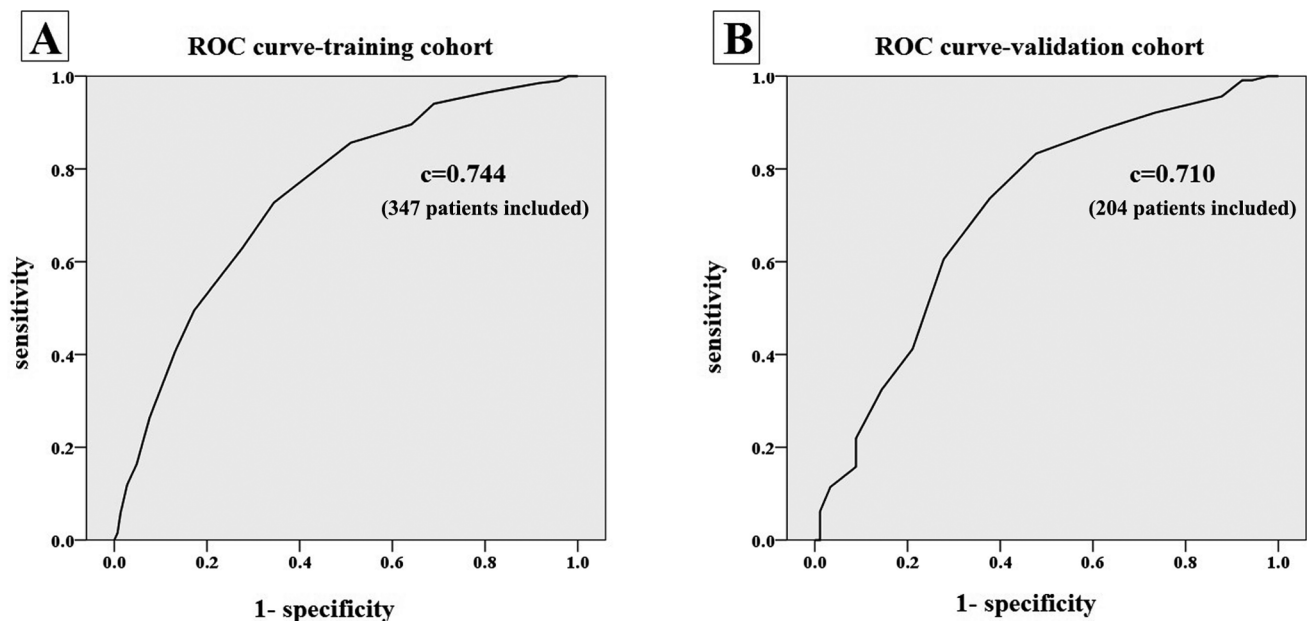 A
ROC curve-training cohort
1.0
0.8
0.6
0.4
0.2
0.0
sensitivity
c=0.744
(347 patients included)
0.0 0.2 0.4 0.6 0.8 1.0
1- specificity
B
ROC curve-validation cohort
1.0
0.8
0.6
0.4
0.2
0.0
sensitivity
c=0.710
(204 patients included)
0.0 0.2 0.4 0.6 0.8 1.0
1- specificity